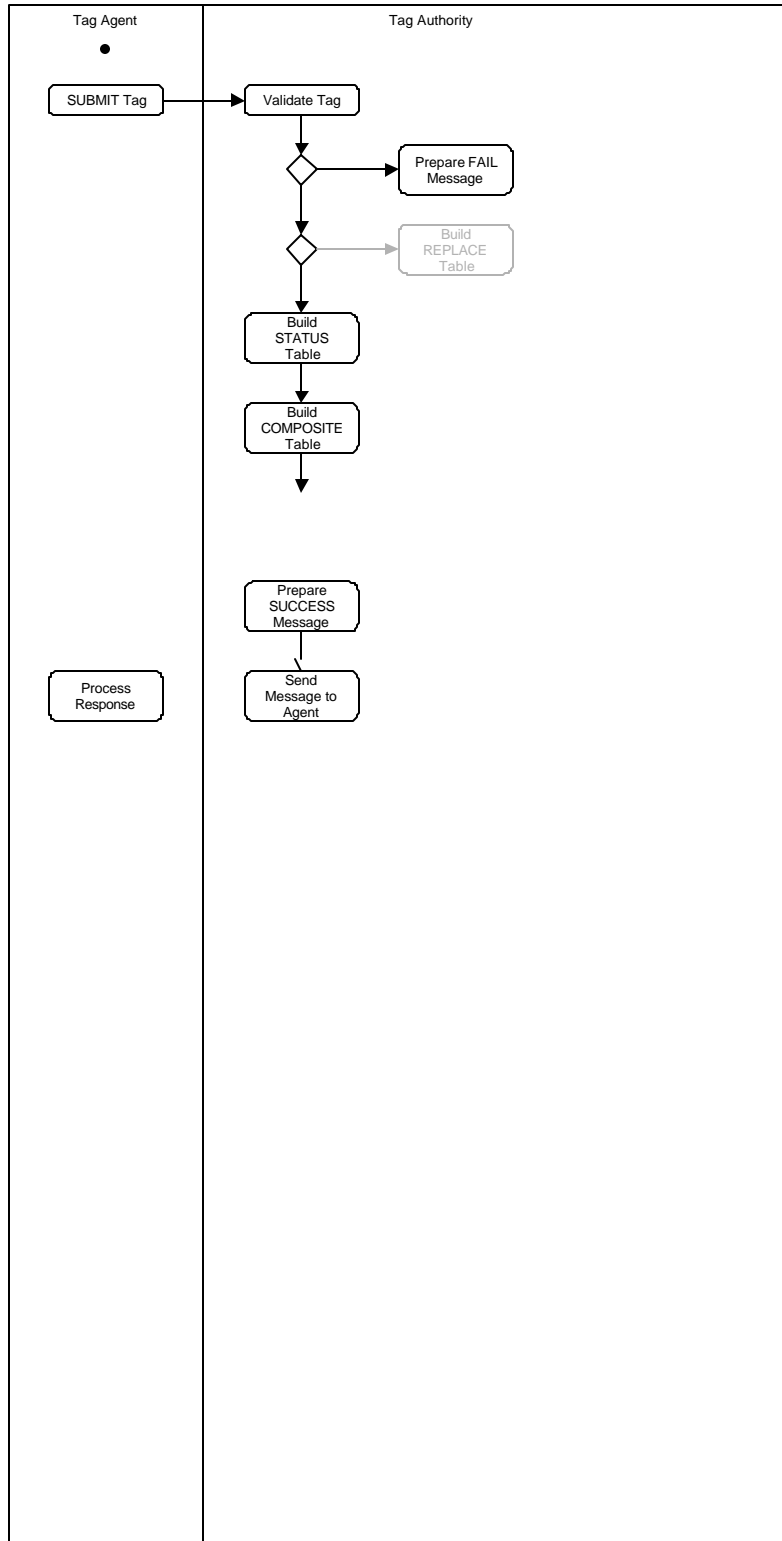 Tag Agent
Tag Authority
SUBMIT Tag
Validate Tag
Prepare FAIL
Message
Build
REPLACE
Table
Build
STATUS
Table
Build
COMPOSITE
Table
Prepare
SUCCESS
Message
Process
Response
Send
Message to
Agent